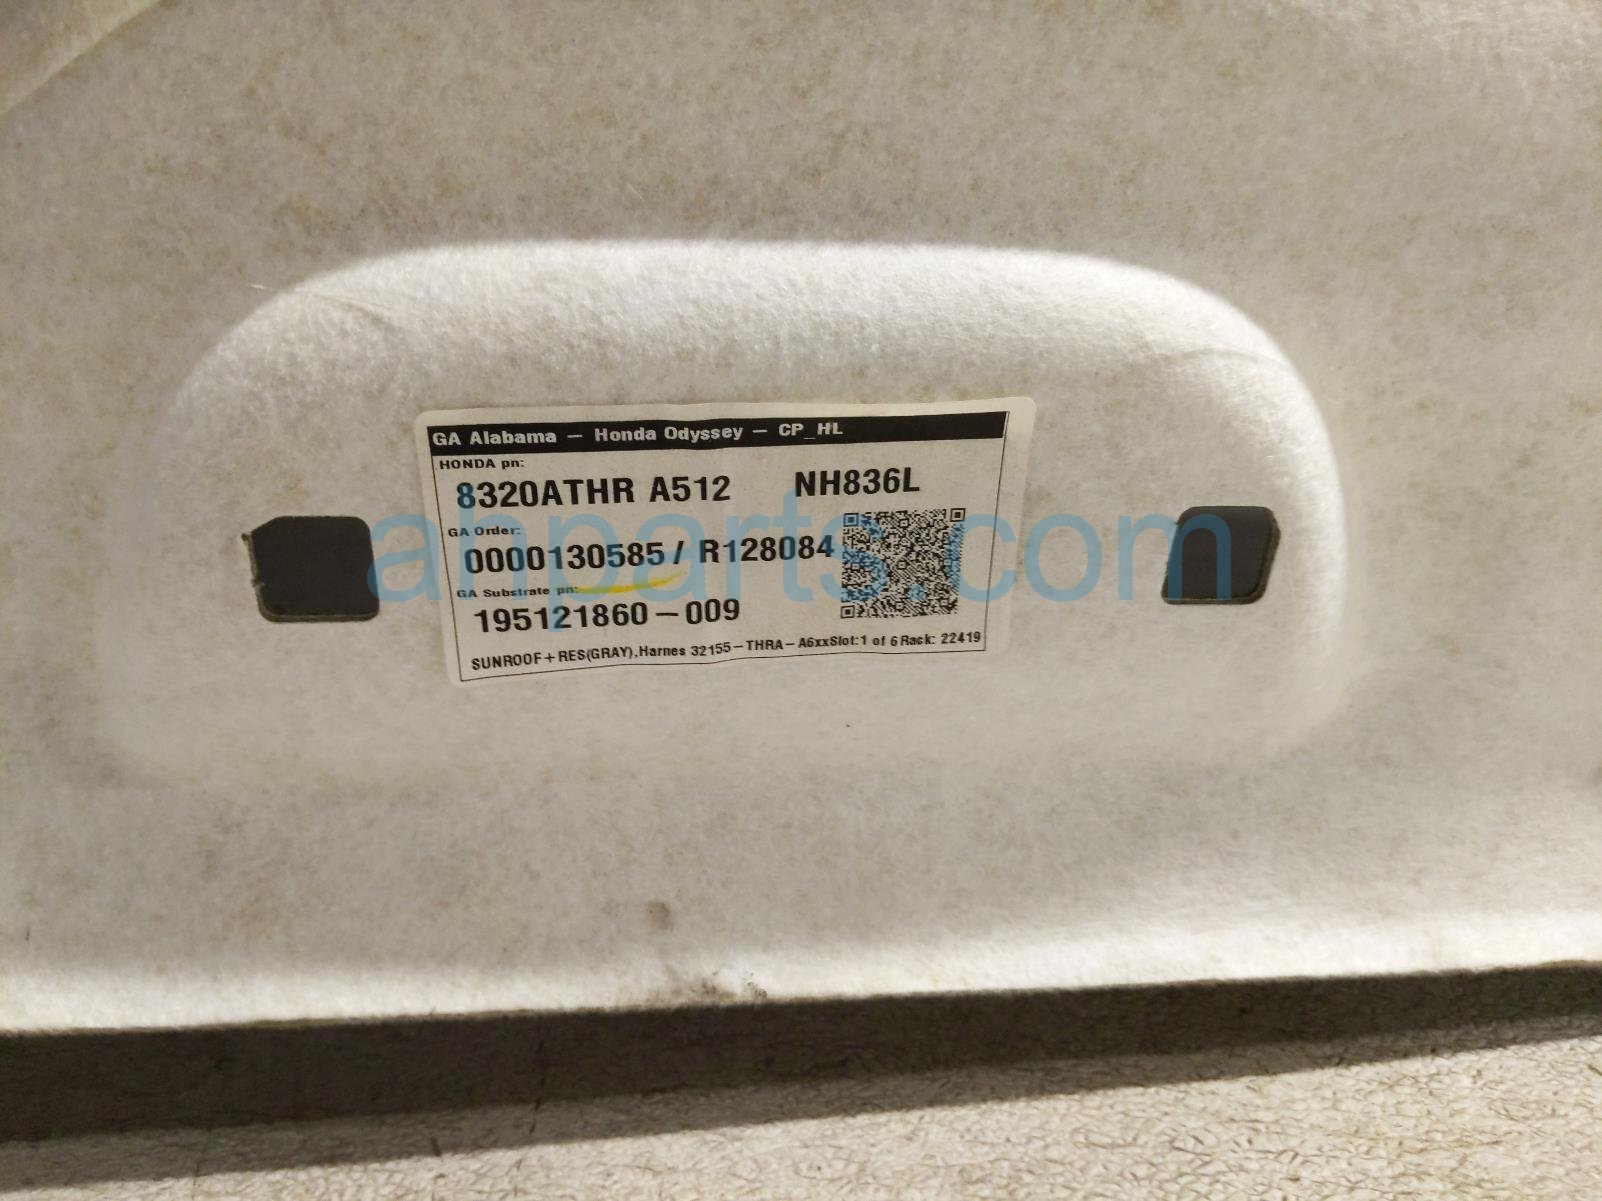 GA Alabama - Honda Odyssey - CP_HL
HONDA pn:
8320ATHR A512 NH836L
GA Order:
0000130585 / R128084
GA Substrate pn:
195121860-009
SUNROOF+RES(GRAY),Harnes 32155-THRA-A6xxSlot:1 of 6 Rack: 22419
ahparts.com